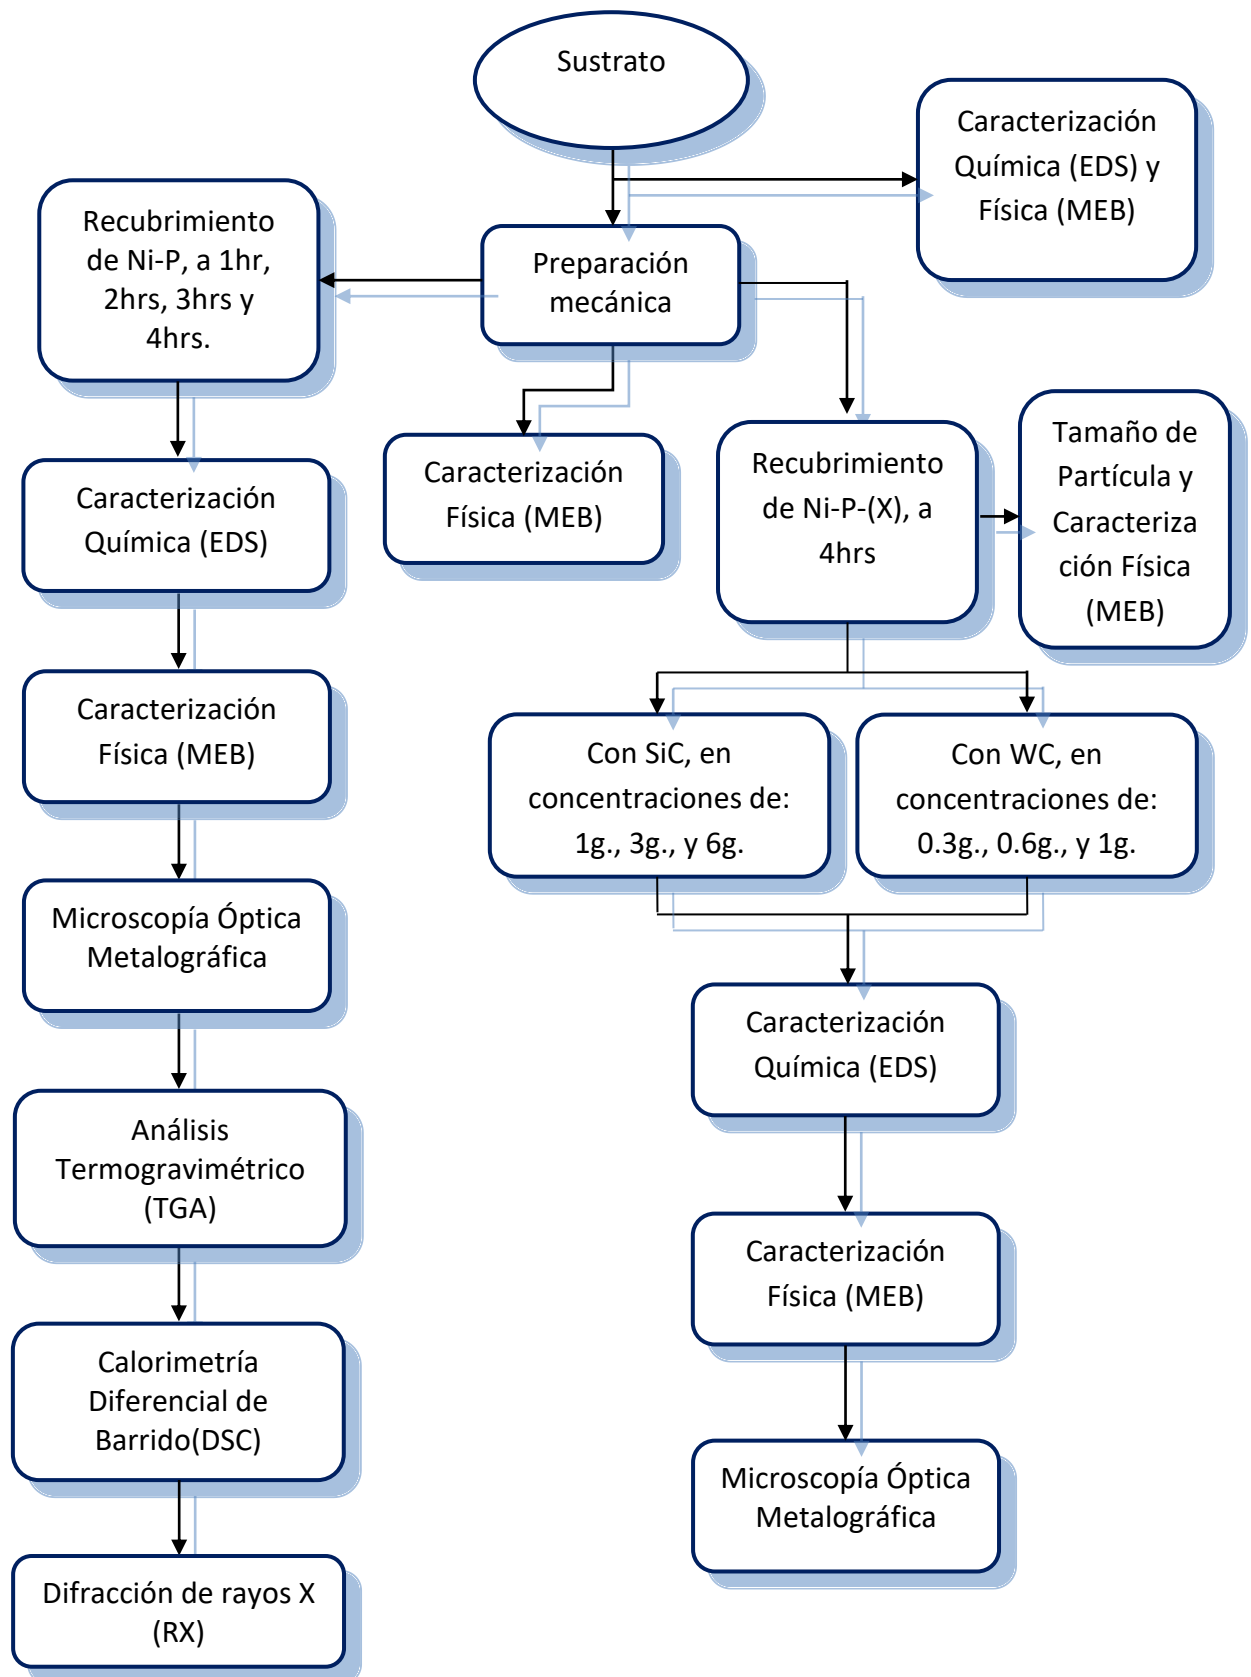 Sustrato
Caracterización
Química (EDS) y
Física (MEB)
Recubrimiento
de Ni-P, a 1hr,
2hrs, 3hrs y
4hrs.
Preparación
mecánica
Caracterización
Física (MEB)
Recubrimiento
de Ni-P-(X), a
4hrs
Tamaño de
Partícula y
Caracteriza
ción Física
(MEB)
Caracterización
Química (EDS)
Caracterización
Física (MEB)
Con SiC, en
concentraciones de:
1g., 3g., y 6g.
Con WC, en
concentraciones de:
0.3g., 0.6g., y 1g.
Microscopía Óptica
Metalográfica
Caracterización
Química (EDS)
Análisis
Termogravimétrico
(TGA)
Caracterización
Física (MEB)
Calorimetría
Diferencial de
Barrido(DSC)
Microscopía Óptica
Metalográfica
Difracción de rayos X
(RX)